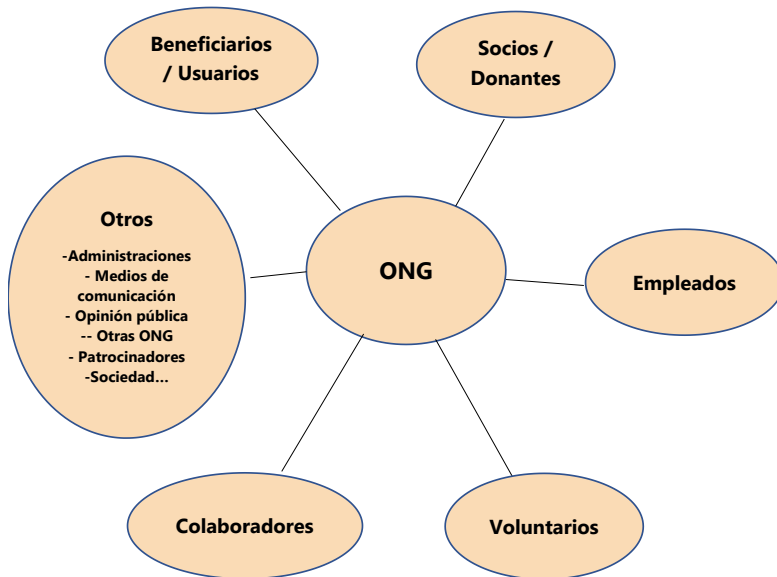 Beneficiarios
/ Usuarios
Socios /
Donantes
Otros
-Administraciones
- Medios de
comunicación
- Opinión pública
-- Otras ONG
- Patrocinadores
-Sociedad...
ONG
Empleados
Colaboradores
Voluntarios